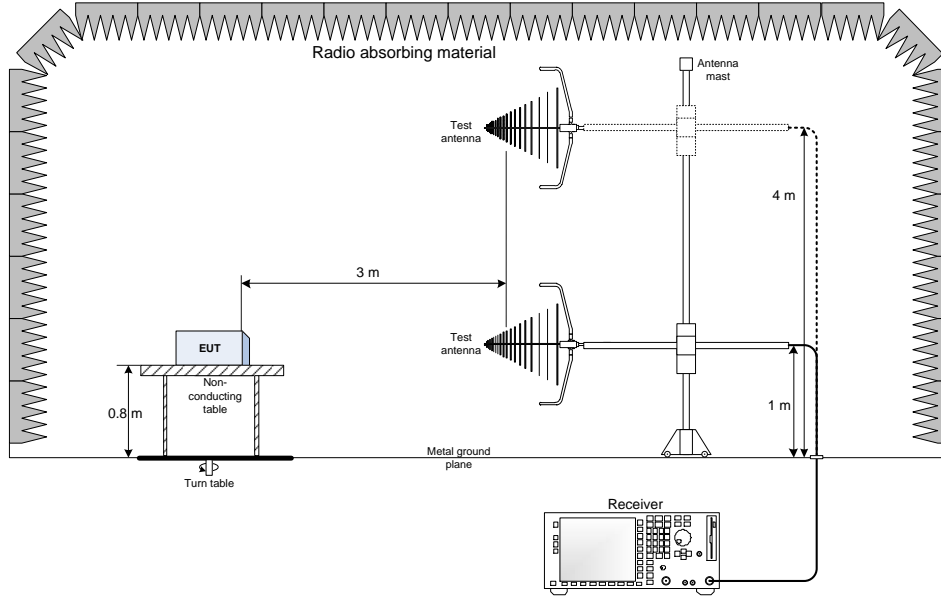 Radio absorbing material
Antenna
mast
Test
antenna
4 m
3 m
Test
antenna
EUT
Non-
conducting
table
0.8 m
1 m
Metal ground
plane
Turn table
Receiver